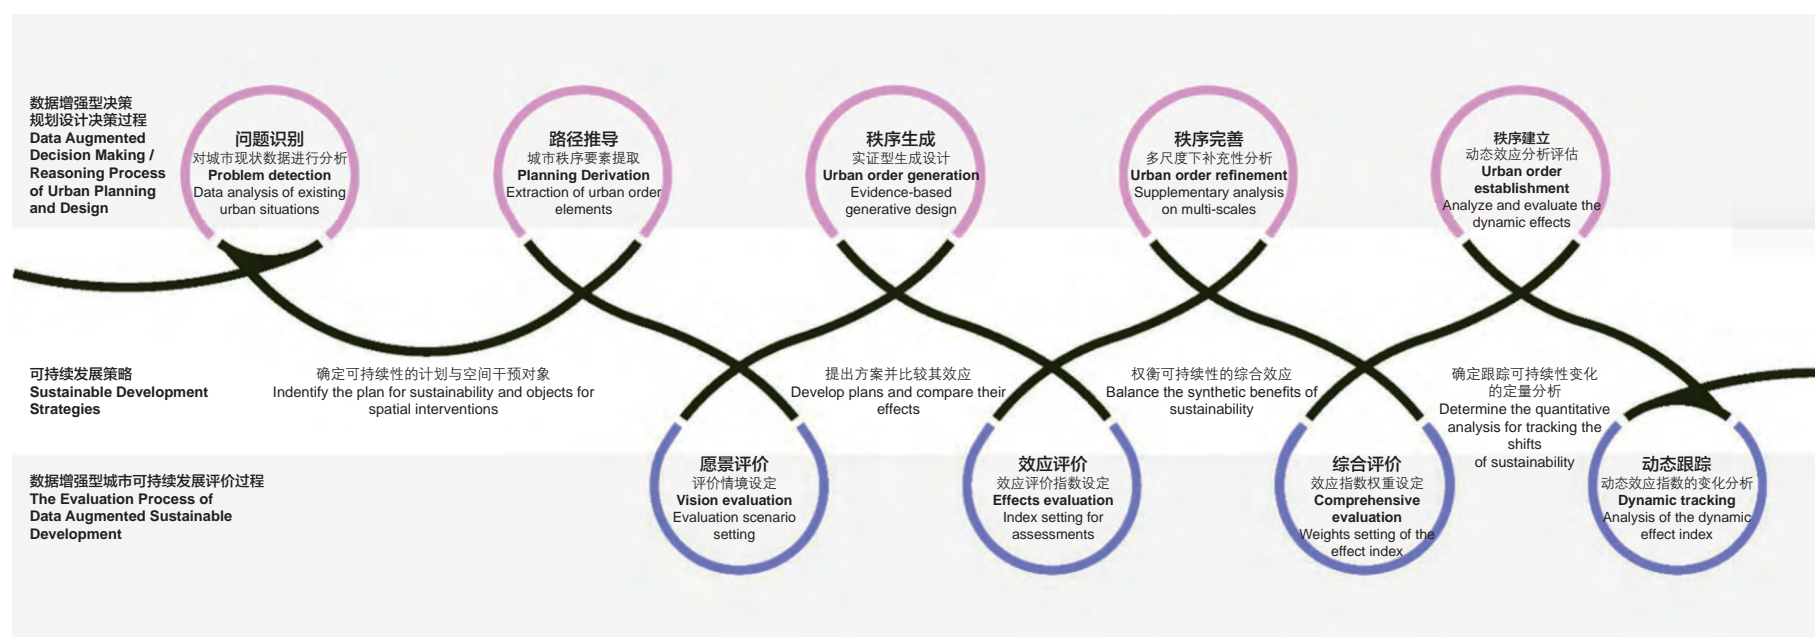 数据增强型决策
规划设计决策过程
Data Augmented
Decision Making /
Reasoning Process
of Urban Planning
and Design
问题识别
对城市现状数据进行分析
Problem detection
Data analysis of existing
urban situations
路径推导
城市秩序要素提取
Planning Derivation
Extraction of urban order
elements
秩序生成
实证型生成设计
Urban order generation
Evidence-based
generative design
秩序完善
多尺度下补充性分析
Urban order refinement
Supplementary analysis
on multi-scales
秩序建立
动态效应分析评估
Urban order
establishment
Analyze and evaluate the
dynamic effects
可持续发展策略
Sustainable Development
Strategies
确定可持续性的计划与空间干预对象
Indentify the plan for sustainability and objects for
spatial interventions
提出方案并比较其效应
Develop plans and compare their
effects
权衡可持续性的综合效应
Balance the synthetic benefits of
sustainability
确定跟踪可持续性变化
的定量分析
Determine the quantitative
analysis for tracking the
shifts
of sustainability
数据增强型城市可持续发展评价过程
The Evaluation Process of
Data Augmented Sustainable
Development
愿景评价
评价情境设定
Vision evaluation
Evaluation scenario
setting
效应评价
效应评价指数设定
Effects evaluation
Index setting for
assessments
综合评价
效应指数权重设定
Comprehensive
evaluation
Weights setting of the
effect index
动态跟踪
动态效应指数的变化分析
Dynamic tracking
Analysis of the dynamic
effect index